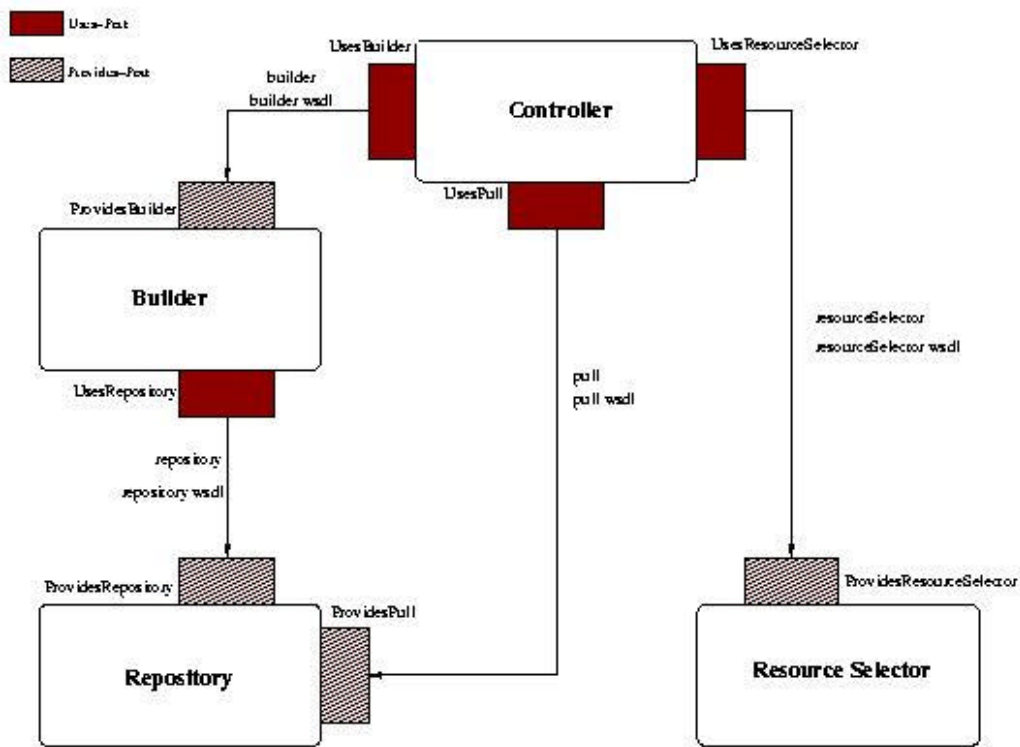 Uses-Port
Provides-Port
UsesBuilder
UsesResourceSelector
builder
builder wsdl
Controller
UsesPull
ProvidesBuilder
Builder
UsesRepository
resourceSelector
resourceSelector wsdl
pull
pull wsdl
repository
repository wsdl
ProvidesRepository
ProvidesPull
ProvidesResourceSelector
Repository
Resource Selector